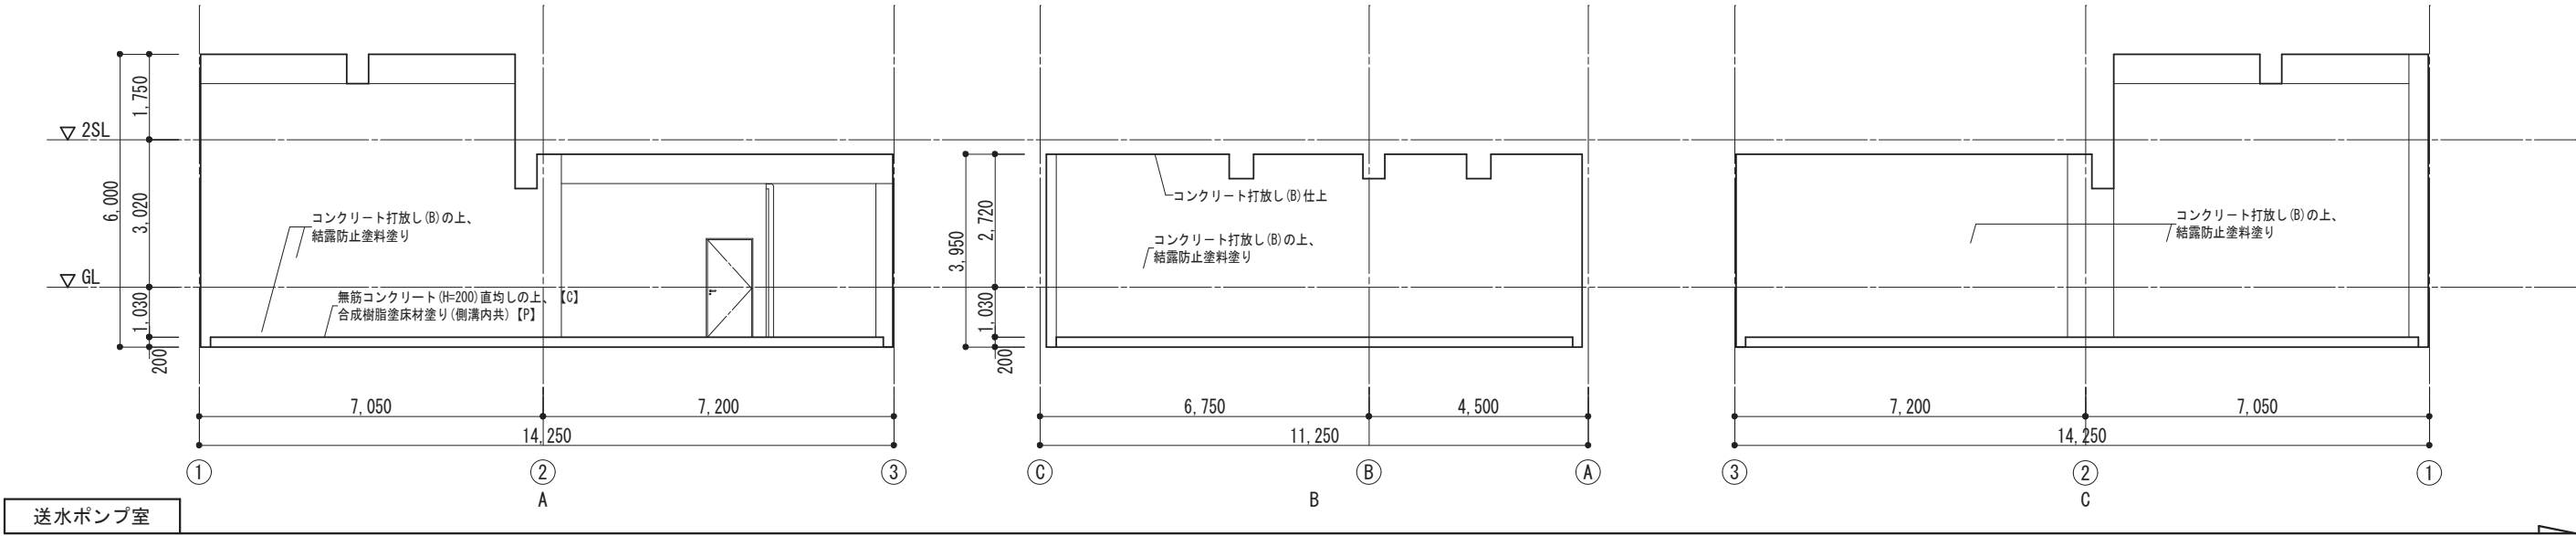 1,750
▽ 2SL
6,000
3,020
コンクリート打放し(B)の上、
結露防止塗料塗り
▽ GL
1,030
無筋コンクリート(H=200)直均しの上、【C】
合成樹脂塗床材塗り(側溝内共)【P】
200
7,050
7,200
14,250
1
2
3
A
コンクリート打放し(B)仕上
2,720
3,950
コンクリート打放し(B)の上、
結露防止塗料塗り
1,030
200
6,750
4,500
11,250
C
B
A
B
コンクリート打放し(B)の上、
結露防止塗料塗り
7,200
7,050
14,250
3
2
1
C
送水ポンプ室